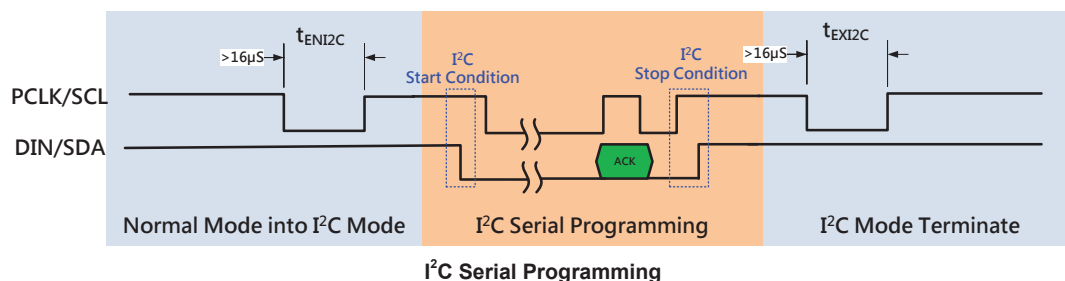 tENI2C
>16μS
I²C
Start Condition
I²C
Stop Condition
tEXI2C
>16μS
PCLK/SCL
DIN/SDA
ACK
Normal Mode into I²C Mode
I²C Serial Programming
I²C Mode Terminate
I²C Serial Programming